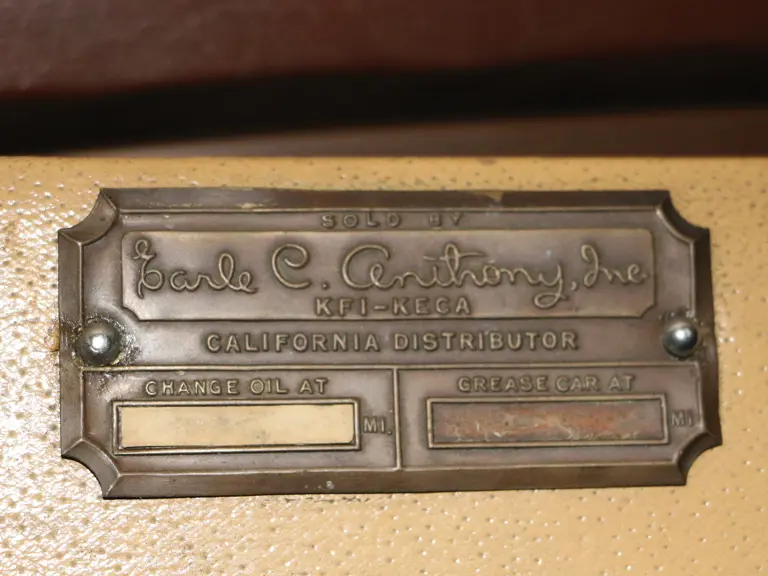 SOLD BY
Earle C. Anthony, Inc
KFI-KECA
CALIFORNIA DISTRIBUTOR
CHANGE OIL AT
MI.
GREASE CAR AT
MI